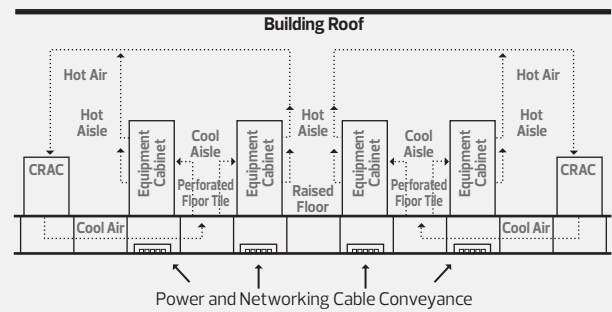 Building Roof
Hot Air
Hot Air
Hot
Aisle
Hot
Aisle
Hot
Aisle
Cool
Aisle
Cool
Aisle
CRAC
Equipment
Cabinet
Equipment
Cabinet
Equipment
Cabinet
Equipment
Cabinet
CRAC
Perforated
Floor Tile
Raised
Floor
Perforated
Floor Tile
Cool Air
Cool Air
Power and Networking Cable Conveyance